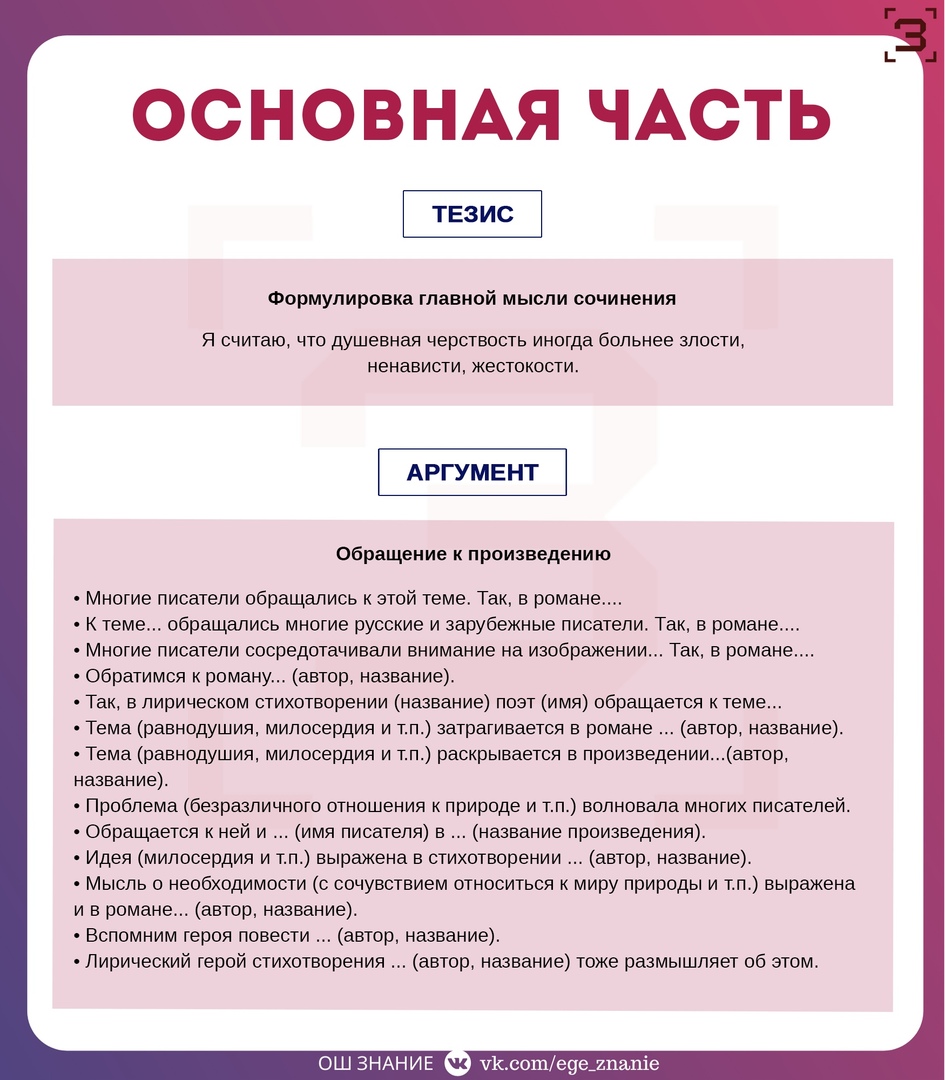 З
ОСНОВНАЯ ЧАСТЬ
ТЕЗИС
Формулировка главной мысли сочинения
Я считаю, что душевная черствость иногда больнее злости,
ненависти, жестокости.
АРГУМЕНТ
Обращение к произведению
• Многие писатели обращались к этой теме. Так, в романе....
• К теме... обращались многие русские и зарубежные писатели. Так, в романе....
• Многие писатели сосредотачивали внимание на изображении... Так, в романе....
• Обратимся к роману... (автор, название).
• Так, в лирическом стихотворении (название) поэт (имя) обращается к теме...
• Тема (равнодушия, милосердия и т.п.) затрагивается в романе ... (автор, название).
• Тема (равнодушия, милосердия и т.п.) раскрывается в произведении...(автор,
название).
• Проблема (безразличного отношения к природе и т.п.) волновала многих писателей.
• Обращается к ней и ... (имя писателя) в ... (название произведения).
• Идея (милосердия и т.п.) выражена в стихотворении ... (автор, название).
• Мысль о необходимости (с сочувствием относиться к миру природы и т.п.) выражена
и в романе... (автор, название).
• Вспомним героя повести ... (автор, название).
• Лирический герой стихотворения ... (автор, название) тоже размышляет об этом.
ОШ ЗНАНИЕ vk.com/ege_znanie